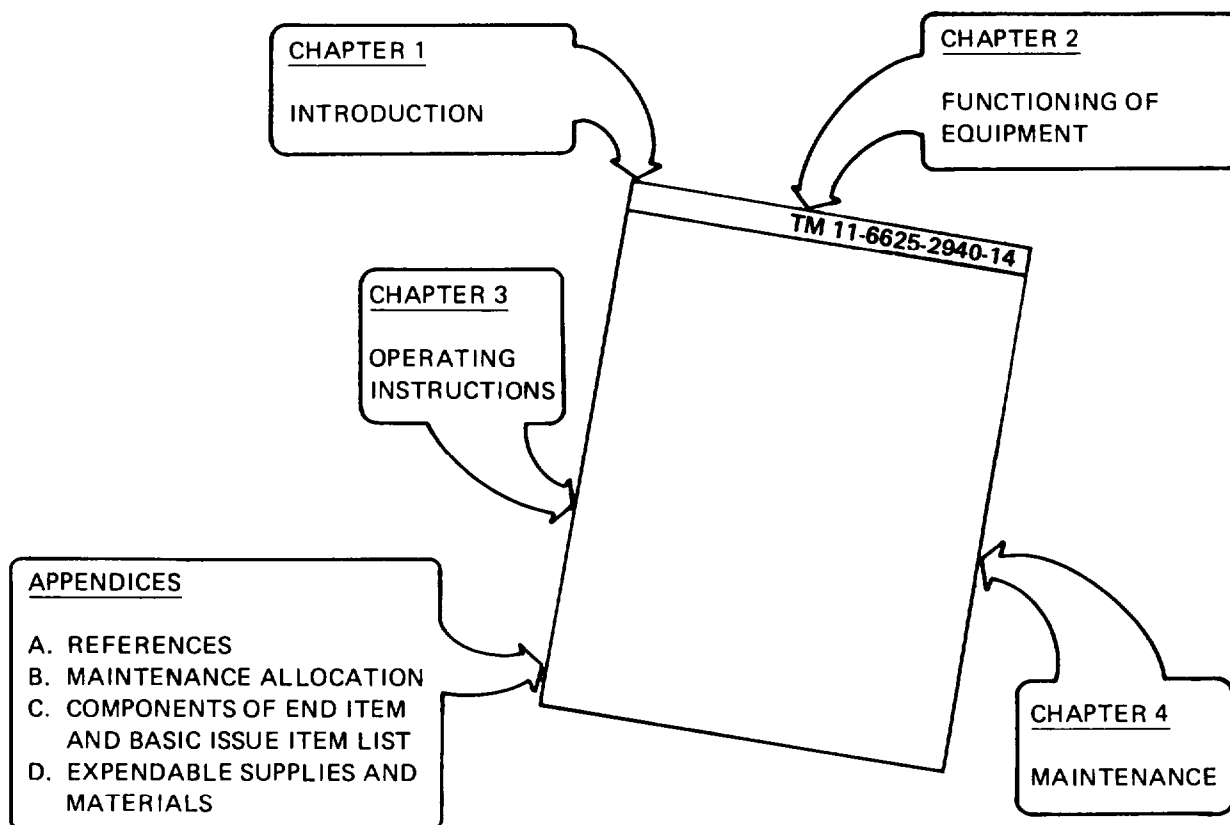 CHAPTER 1
INTRODUCTION
CHAPTER 2
FUNCTIONING OF
EQUIPMENT
TM 11-6625-2940-14
CHAPTER 3
OPERATING
INSTRUCTIONS
APPENDICES
A. REFERENCES
B. MAINTENANCE ALLOCATION
C. COMPONENTS OF END ITEM
AND BASIC ISSUE ITEM LIST
D. EXPENDABLE SUPPLIES AND
MATERIALS
CHAPTER 4
MAINTENANCE